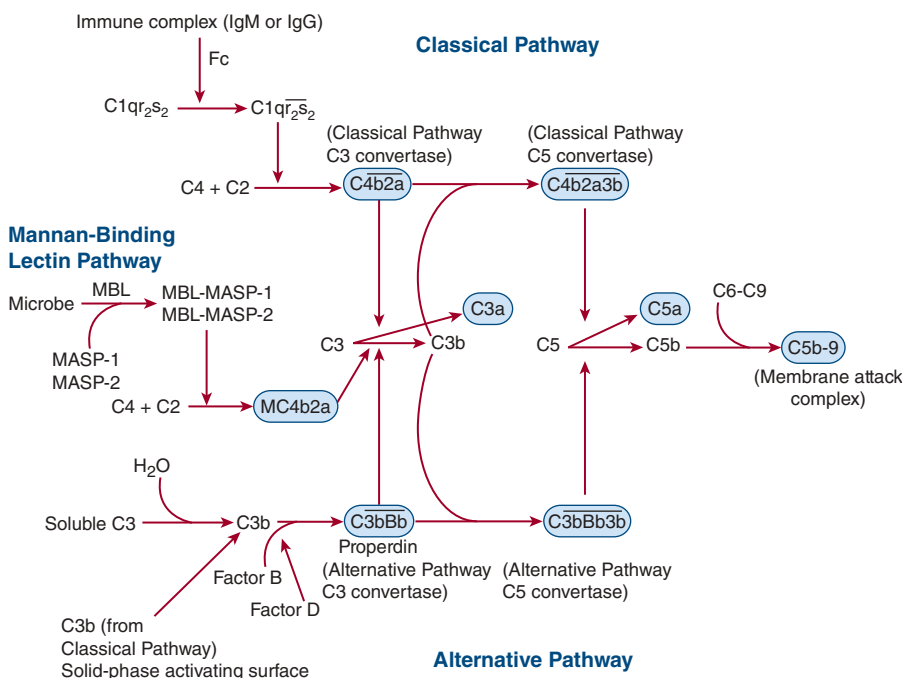 Immune complex (IgM or IgG)
Classical Pathway
Fc
C1qr₂s₂
C1qr̅₂̅s̅₂
(Classical Pathway
C3 convertase)
(Classical Pathway
C5 convertase)
C4 + C2
C4b2a
C4b2a3b
Mannan-Binding
Lectin Pathway
Microbe
MBL
MBL-MASP-1
MBL-MASP-2
MASP-1
MASP-2
C4 + C2
MC4b2a
C3
C3a
C3b
C5
C5a
C5b
C6-C9
C5b-9
(Membrane attack
complex)
H₂O
Soluble C3
C3b
Factor B
Factor D
C3bBb
Properdin
(Alternative Pathway
C3 convertase)
C3bBb3b
(Alternative Pathway
C5 convertase)
C3b (from
Classical Pathway)
Solid-phase activating surface
Alternative Pathway